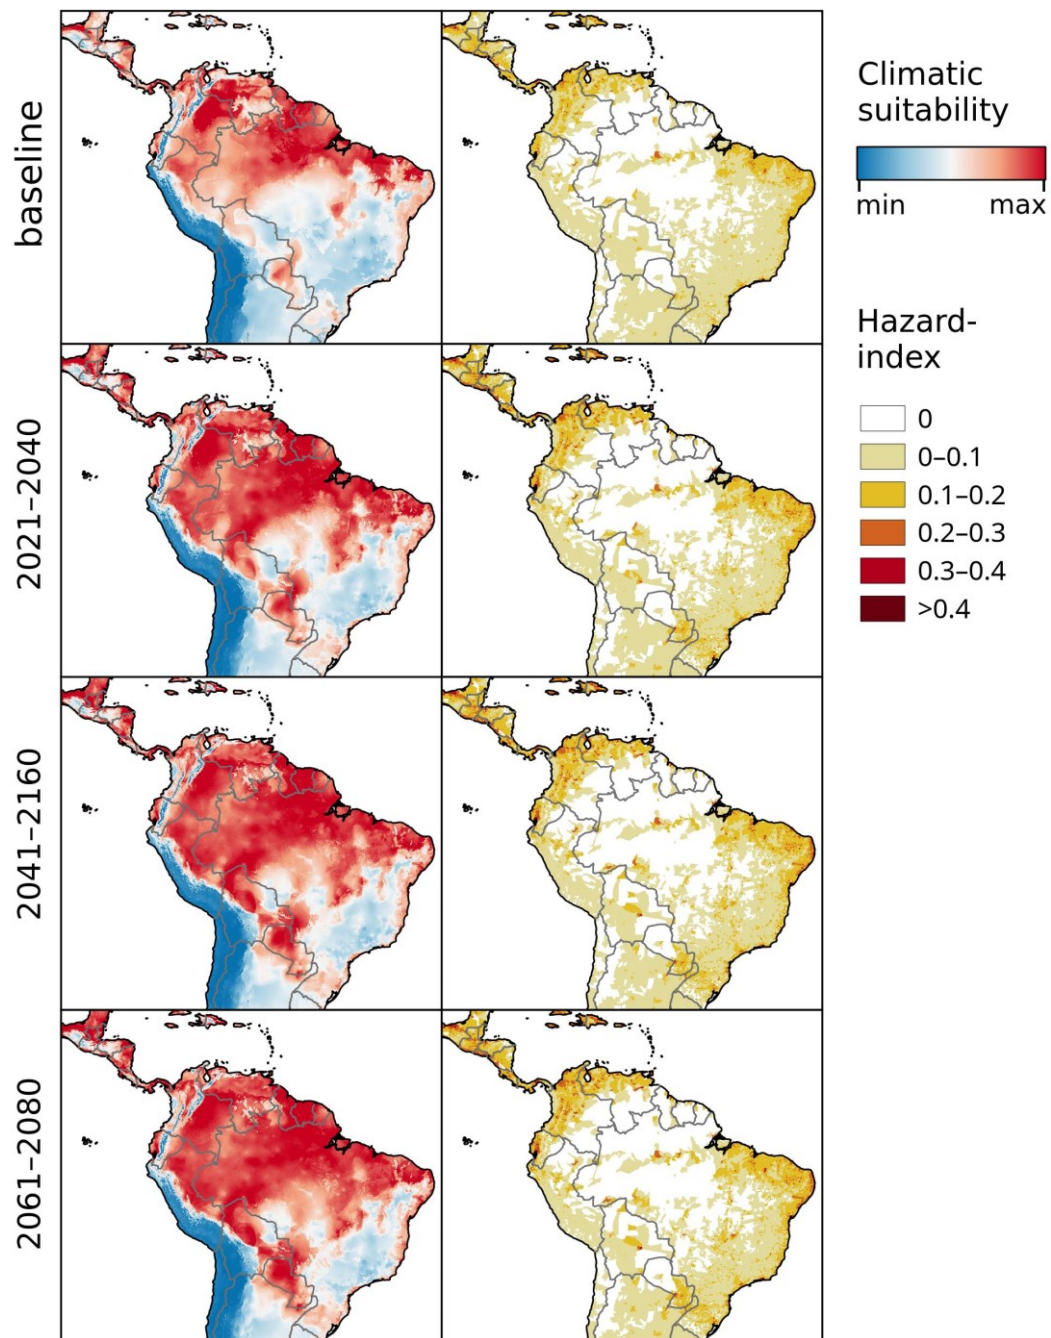 baseline
2021–2040
2041–2160
2061–2080
Climatic
suitability
min max
Hazard-
index
0
0–0.1
0.1–0.2
0.2–0.3
0.3–0.4
>0.4